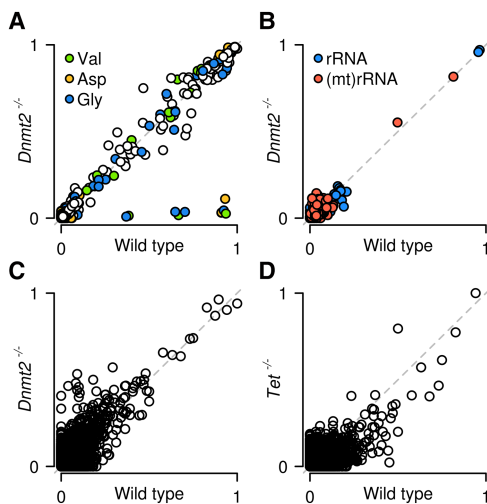 A
1
Val
Asp
Gly
Dnmt2 -/-
0
0
Wild type
1
B
1
rRNA
(mt)rRNA
Dnmt2 -/-
0
0
Wild type
1
C
1
Dnmt2 -/-
0
0
Wild type
1
D
1
Tet -/-
0
0
Wild type
1